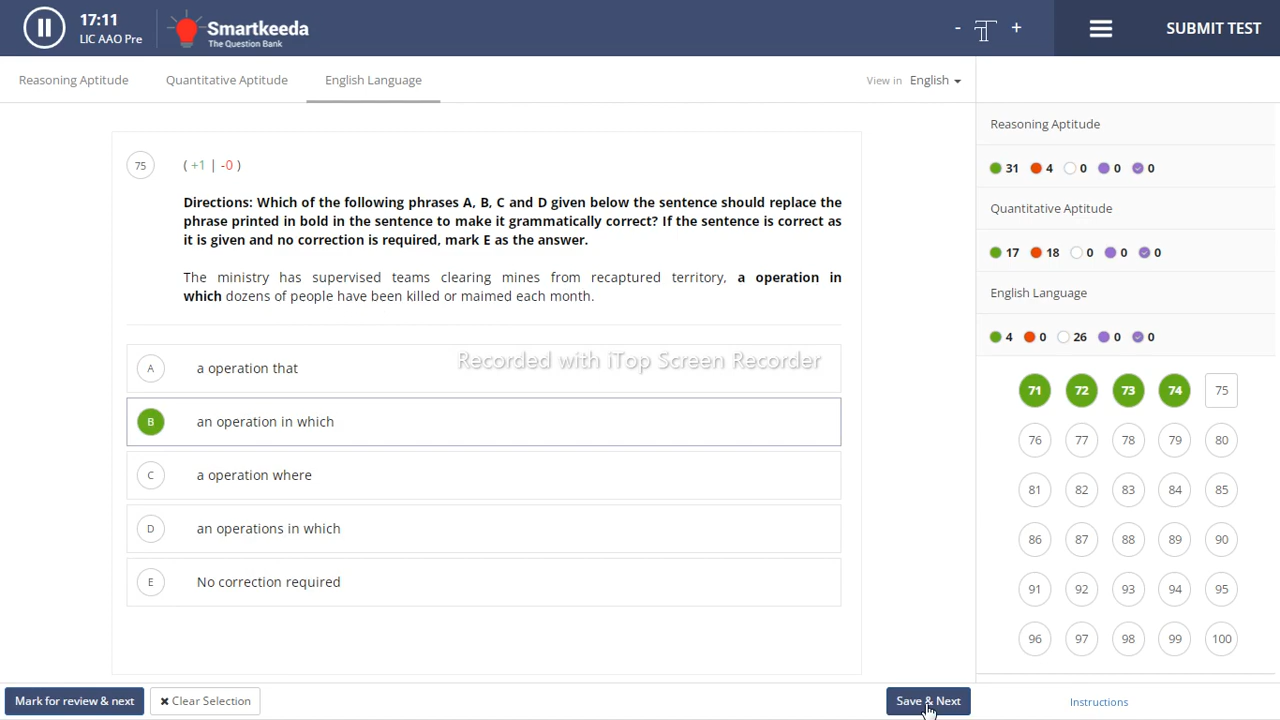 17:11
LIC AAO Pre
Smartkeeda
The Question Bank
- T +
SUBMIT TEST
Reasoning Aptitude
Quantitative Aptitude
English Language
View in English
75
( +1 | -0 )
Directions: Which of the following phrases A, B, C and D given below the sentence should replace the
phrase printed in bold in the sentence to make it grammatically correct? If the sentence is correct as
it is given and no correction is required, mark E as the answer.
The ministry has supervised teams clearing mines from recaptured territory, a operation in
which dozens of people have been killed or maimed each month.
Recorded with iTop Screen Recorder
A a operation that
B an operation in which
C a operation where
D an operations in which
E No correction required
Mark for review & next
Clear Selection
Save & Next
Reasoning Aptitude
31 4 0 0 0
Quantitative Aptitude
17 18 0 0 0
English Language
4 0 26 0 0
71 72 73 74 75
76 77 78 79 80
81 82 83 84 85
86 87 88 89 90
91 92 93 94 95
96 97 98 99 100
Instructions